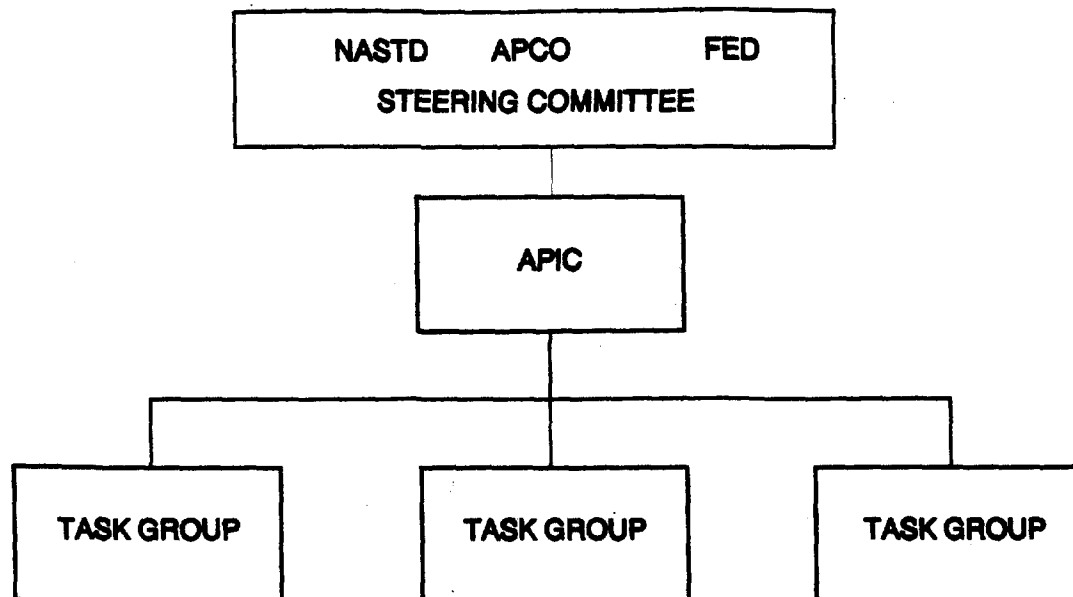 NASTD APCO FED
STEERING COMMITTEE
APIC
TASK GROUP TASK GROUP TASK GROUP